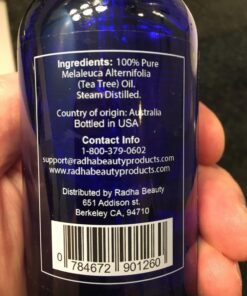 Ingredients: 100% Pure
Melaleuca Alternifolia
(Tea Tree) Oil.
Steam Distilled.
Country of origin: Australia
Bottled in USA
Contact Info
1-800-379-0602
support@radhabeautyproducts.com
www.radhabeautyproducts.com
Distributed by Radha Beauty
651 Addison st.
Berkeley CA, 94710
0 784672 901260